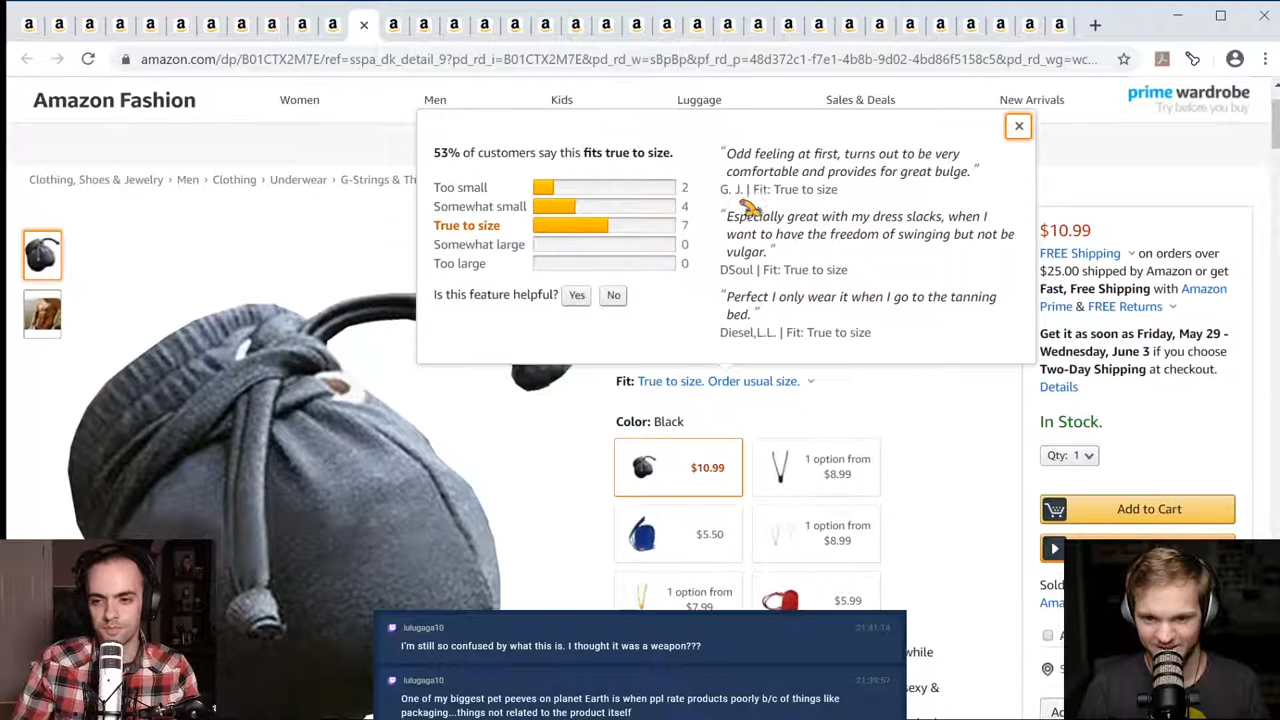 amazon.com/dp/B01CTX2M7E/ref=sspa_dk_detail_9?pd_rd_i=B01CTX2M7E&pd_rd_w=sBpBp&pf_rd_p=48d372c1-f7e1-4b8b-9d02-4bd86f5158c5&pd_rd_wg=wc...
Amazon Fashion
Women
Men
Kids
Luggage
Sales & Deals
New Arrivals
prime wardrobe
Try before you buy
Clothing, Shoes & Jewelry › Men › Clothing › Underwear › G-Strings & Th
53% of customers say this fits true to size.
Too small 2
Somewhat small 4
True to size 7
Somewhat large 0
Too large 0
Is this feature helpful? Yes No
"Odd feeling at first, turns out to be very
comfortable and provides for great bulge. "
G. J. | Fit: True to size
"Especially great with my dress slacks, when I
want to have the freedom of swinging but not be
vulgar. "
DSoul | Fit: True to size
"Perfect I only wear it when I go to the tanning
bed. "
Diesel,L.L. | Fit: True to size
Fit: True to size. Order usual size.
Color: Black
$10.99
1 option from
$8.99
$5.50
1 option from
$8.99
1 option from
$7.99
$5.99
$10.99
FREE Shipping on orders over
$25.00 shipped by Amazon or get
Fast, Free Shipping with Amazon
Prime & FREE Returns
Get it as soon as Friday, May 29 -
Wednesday, June 3 if you choose
Two-Day Shipping at checkout.
Details
In Stock.
Qty: 1
Add to Cart
Sold
Ama
while
sexy &
lulugaga10 21:41:14
I'm still so confused by what this is. I thought it was a weapon???
lulugaga10 21:39:57
One of my biggest pet peeves on planet Earth is when ppl rate products poorly b/c of things like
packaging...things not related to the product itself